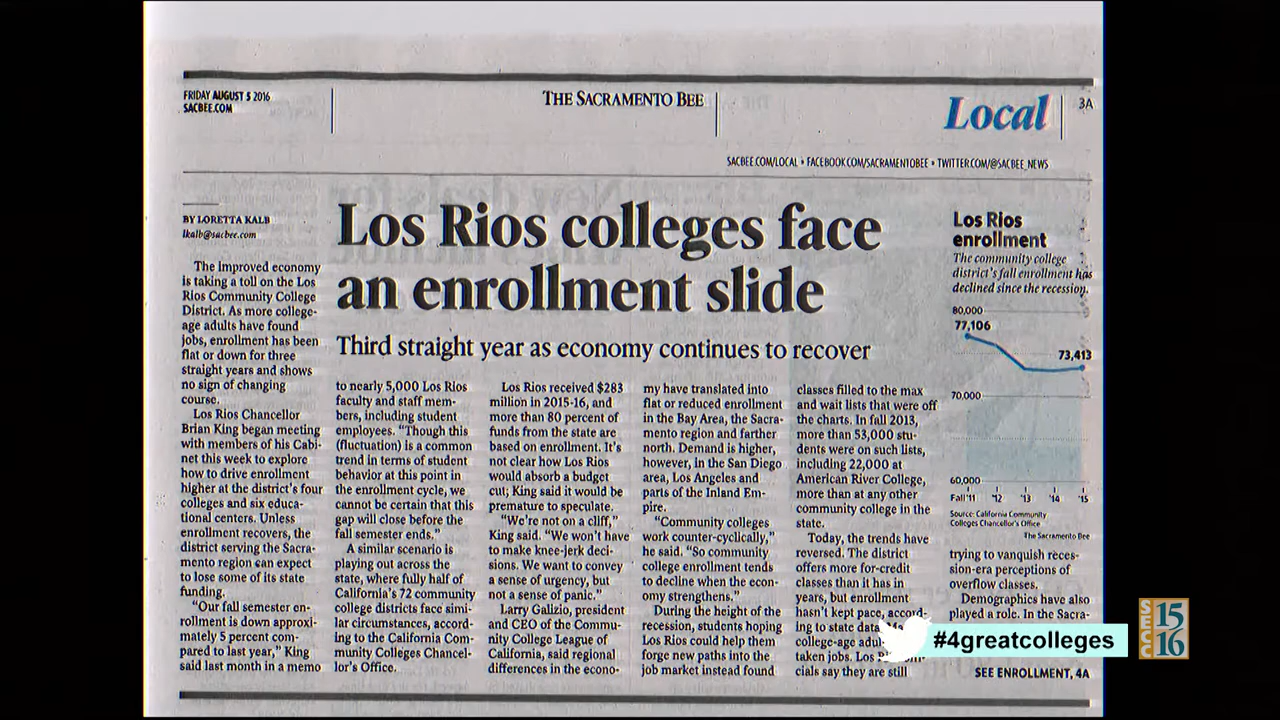 FRIDAY AUGUST 5 2016
SACBEE.COM
THE SACRAMENTO BEE
Local
3A
SACBEE.COM/LOCAL • FACEBOOK.COM/SACRAMENTOBEE • TWITTER.COM/@SACBEE_NEWS
BY LORETTA KALB
lkalb@sacbee.com
Los Rios colleges face
an enrollment slide
Third straight year as economy continues to recover
The improved economy
is taking a toll on the Los
Rios Community College
District. As more college-
age adults have found
jobs, enrollment has been
flat or down for three
straight years and shows
no sign of changing
course.
Los Rios Chancellor
Brian King began meeting
with members of his Cabi-
net this week to explore
how to drive enrollment
higher at the district's four
colleges and six educa-
tional centers. Unless
enrollment recovers, the
district serving the Sacra-
mento region can expect
to lose some of its state
funding.
"Our fall semester en-
rollment is down approxi-
mately 5 percent com-
pared to last year," King
said last month in a memo
to nearly 5,000 Los Rios
faculty and staff mem-
bers, including student
employees. "Though this
(fluctuation) is a common
trend in terms of student
behavior at this point in
the enrollment cycle, we
cannot be certain that this
gap will close before the
fall semester ends."
A similar scenario is
playing out across the
state, where fully half of
California's 72 community
college districts face simi-
lar circumstances, accord-
ing to the California Com-
munity Colleges Chancel-
lor's Office.
Los Rios received $283
million in 2015-16, and
more than 80 percent of
funds from the state are
based on enrollment. It's
not clear how Los Rios
would absorb a budget
cut; King said it would be
premature to speculate.
"We're not on a cliff,"
King said. "We won't have
to make knee-jerk deci-
sions. We want to convey
a sense of urgency, but
not a sense of panic."
Larry Galizio, president
and CEO of the Commu-
nity College League of
California, said regional
differences in the econo-
my have translated into
flat or reduced enrollment
in the Bay Area, the Sacra-
mento region and farther
north. Demand is higher,
however, in the San Diego
area, Los Angeles and
parts of the Inland Em-
pire.
"Community colleges
work counter-cyclically,"
he said. "So community
college enrollment tends
to decline when the econ-
omy strengthens."
During the height of the
recession, students hoping
Los Rios could help them
forge new paths into the
job market instead found
classes filled to the max
and wait lists that were off
the charts. In fall 2013,
more than 53,000 stu-
dents were on such lists,
including 22,000 at
American River College,
more than at any other
community college in the
state.
Today, the trends have
reversed. The district
offers more for-credit
classes than it has in
years, but enrollment
hasn't kept pace, accord-
ing to state data
college-age adul
taken jobs. Los
cials say they are still
Los Rios
enrollment
The community college
district's fall enrollment has
declined since the recession.
80,000
77,106
73,413
70,000
60,000
Fall '11 '12 '13 '14 '15
Source: California Community
Colleges Chancellor's Office
The Sacramento Bee
trying to vanquish reces-
sion-era perceptions of
overflow classes.
Demographics have also
played a role. In the Sacra-
SEE ENROLLMENT, 4A
#4greatcolleges
SECC
15
16